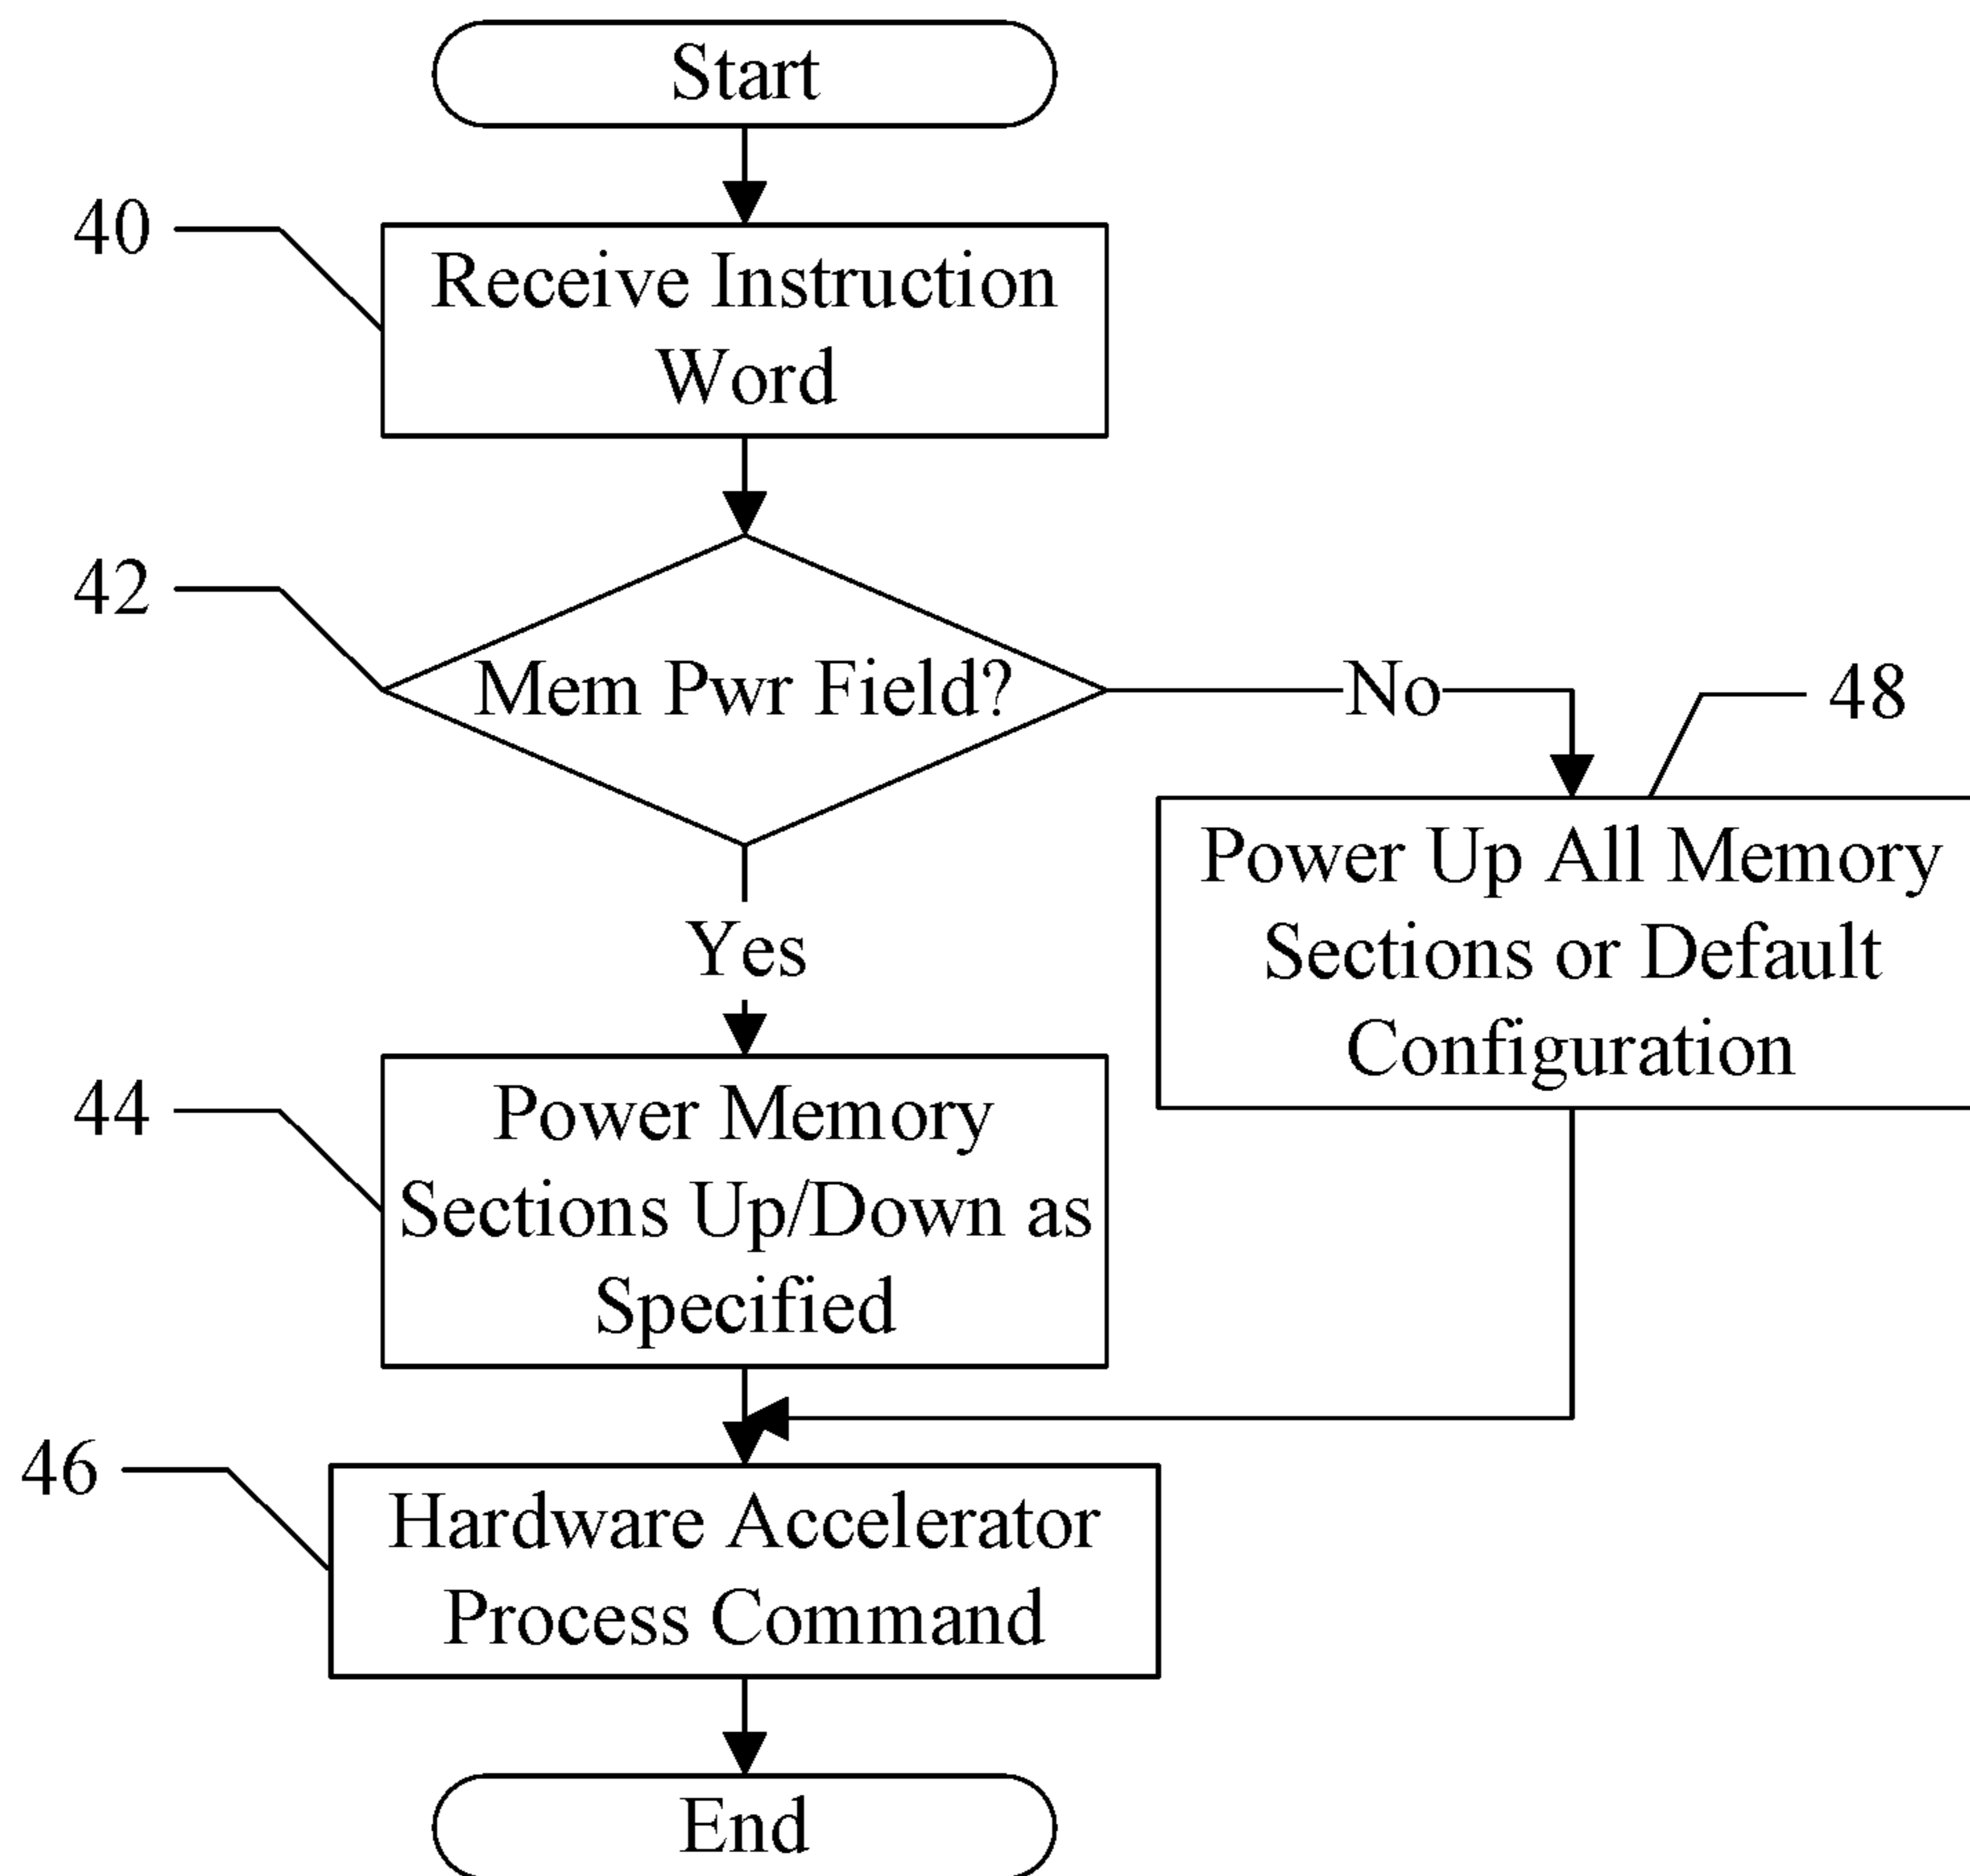 Start
40
Receive Instruction
Word
42
Mem Pwr Field?
No
48
Power Up All Memory
Sections or Default
Configuration
Yes
44
Power Memory
Sections Up/Down as
Specified
46
Hardware Accelerator
Process Command
End